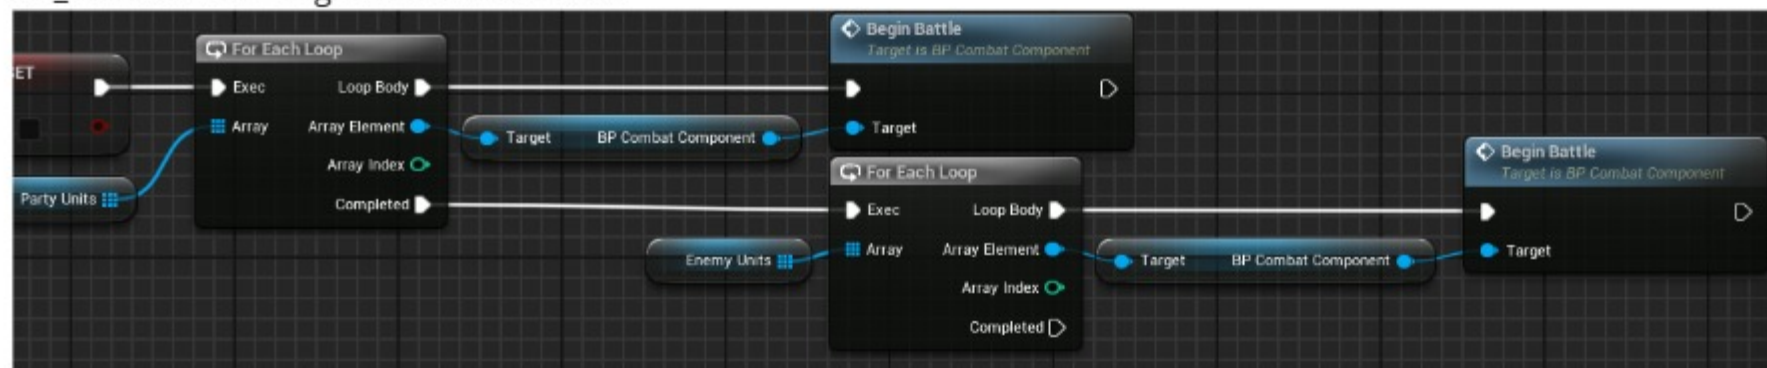 SET
Party Units
For Each Loop
Exec
Loop Body
Array
Array Element
Array Index
Completed
Target
BP Combat Component
Begin Battle
Target is BP Combat Component
Target
For Each Loop
Exec
Loop Body
Enemy Units
Array
Array Element
Array Index
Completed
Target
BP Combat Component
Begin Battle
Target is BP Combat Component
Target